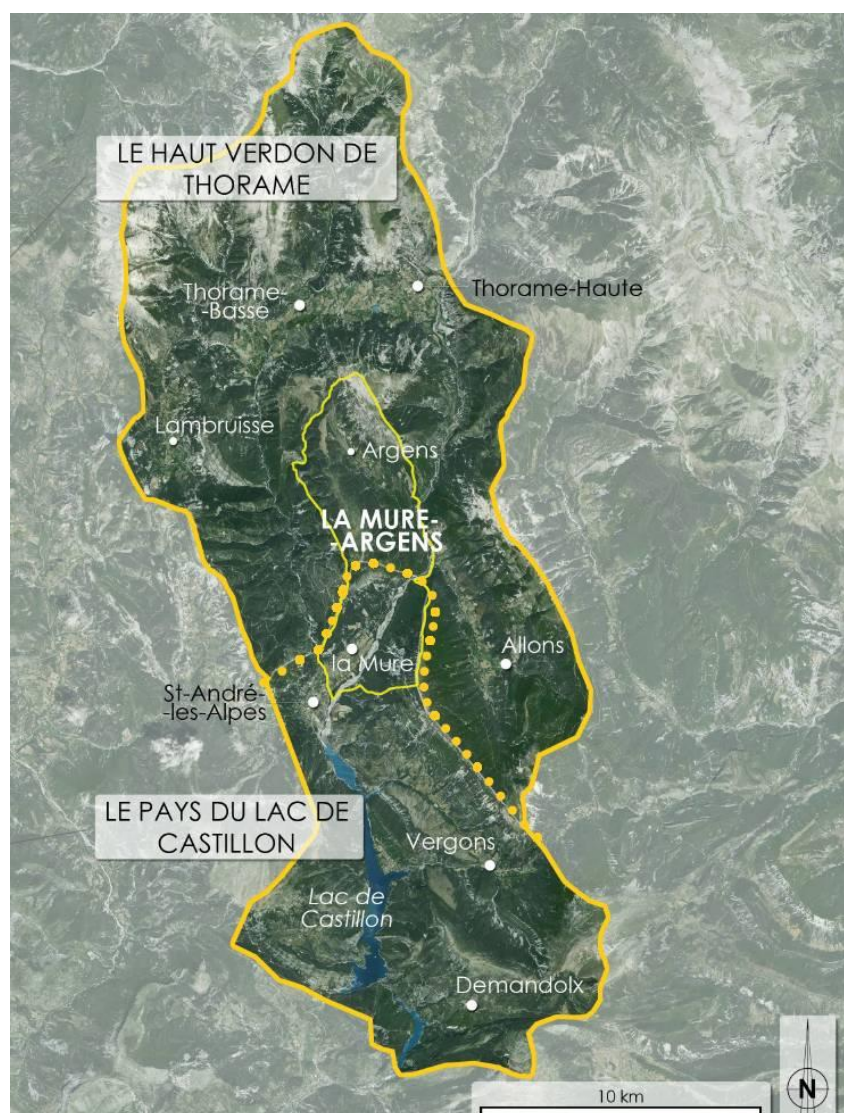 LE HAUT VERDON DE
THORAME
Thorame-
-Basse
Thorame-Haute
Lambruisse
Argens
LA MURE-
-ARGENS
la Mure
Allons
St-André-
-les-Alpes
LE PAYS DU LAC DE
CASTILLON
Vergons
Lac de
Castillon
Demandolx
10 km
N